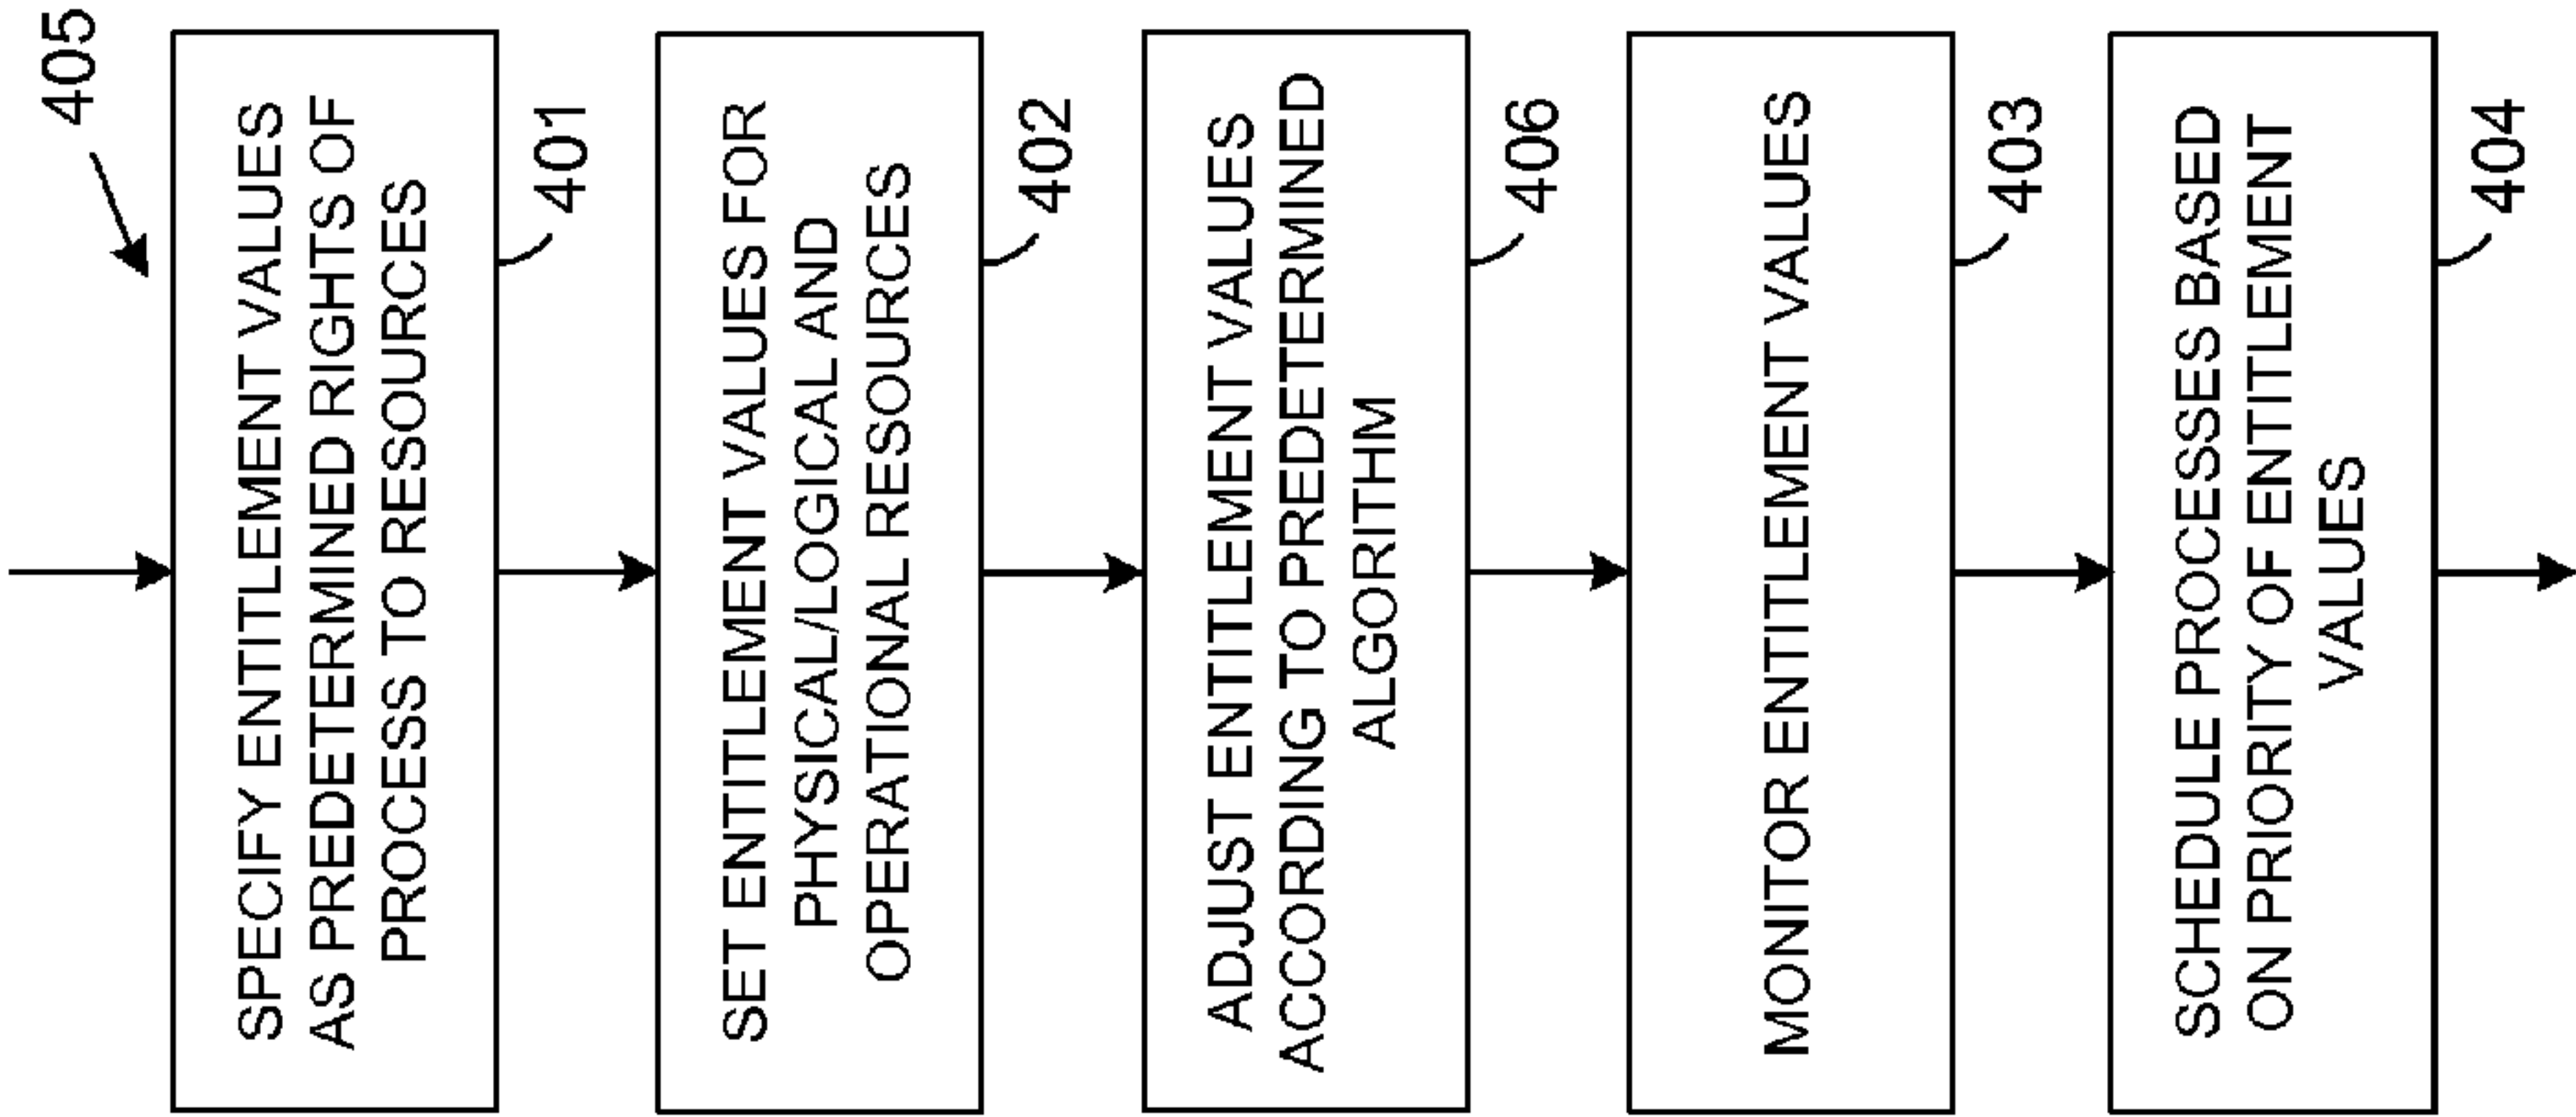 405
SPECIFY ENTITLEMENT VALUES
AS PREDETERMINED RIGHTS OF
PROCESS TO RESOURCES
401
SET ENTITLEMENT VALUES FOR
PHYSICAL/LOGICAL AND
OPERATIONAL RESOURCES
402
ADJUST ENTITLEMENT VALUES
ACCORDING TO PREDETERMINED
ALGORITHM
406
MONITOR ENTITLEMENT VALUES
403
SCHEDULE PROCESSES BASED
ON PRIORITY OF ENTITLEMENT
VALUES
404